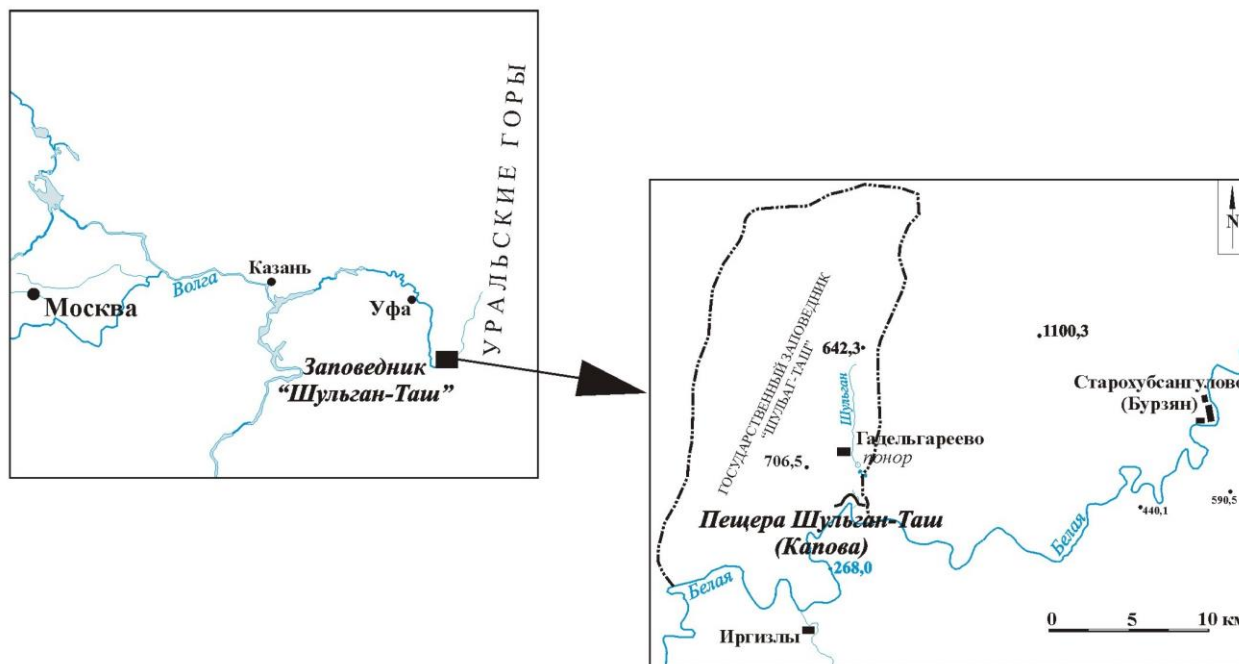 УРАЛЬСКИЕ ГОРЫ
Казань
Волга
Москва
Уфа
Заповедник
“Шульган-Таш”
N
1100,3
642,3
ГОСУДАРСТВЕННЫЙ ЗАПОВЕДНИК
"ШУЛЬАГ-ТАШ"
Шульган
Старохубсангулово
(Бурзян)
Гадельгареево
понор
706,5
590,5
440,1
Пещера Шульган-Таш
(Капова)
268,0
Белая
Белая
Иргизлы
0 5 10 км